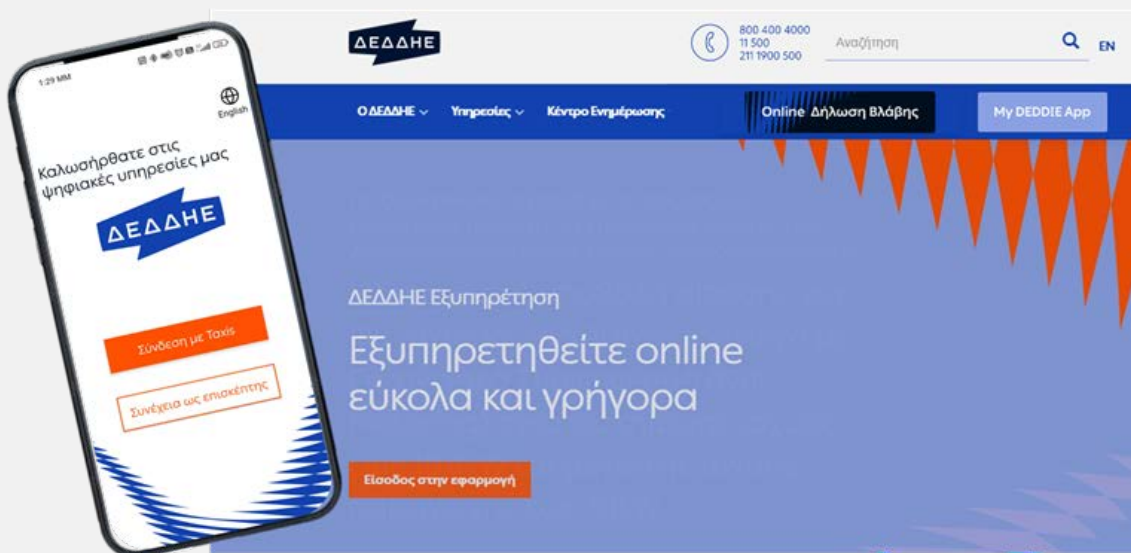 1:29 MM
English
Καλωσήρθατε στις
ψηφιακές υπηρεσίες μας
ΔΕΔΔΗΕ
Σύνδεση με Taxis
Συνέχεια ως επισκέπτης
ΔΕΔΔΗΕ
800 400 4000
11 500
211 1900 500
Αναζήτηση
EN
Ο ΔΕΔΔΗΕ
Υπηρεσίες
Κέντρο Ενημέρωσης
Online Δήλωση Βλάβης
My DEDDIE App
ΔΕΔΔΗΕ Εξυπηρέτηση
Εξυπηρετηθείτε online
εύκολα και γρήγορα
Είσοδος στην εφαρμογή